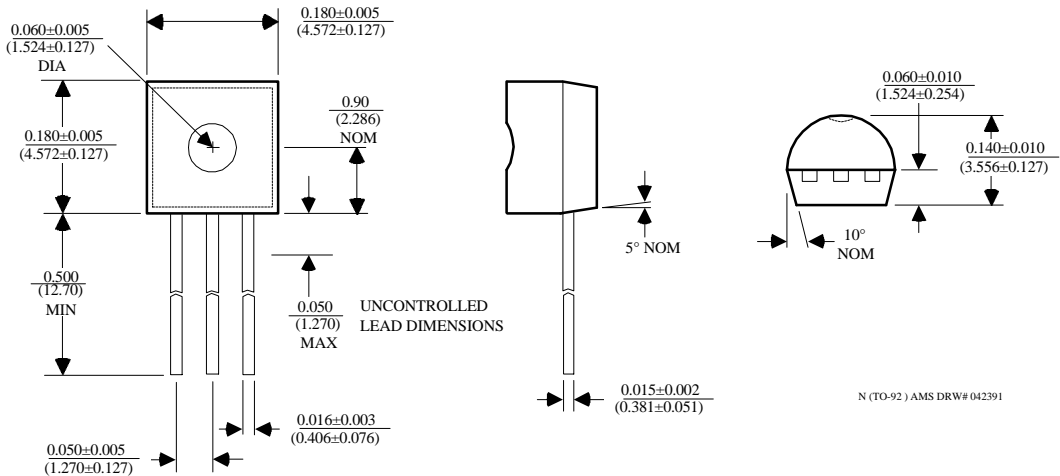 0.060±0.005
(1.524±0.127)
DIA
0.180±0.005
(4.572±0.127)
0.180±0.005
(4.572±0.127)
0.90
(2.286)
NOM
0.500
(12.70)
MIN
0.050
(1.270)
MAX
UNCONTROLLED
LEAD DIMENSIONS
0.016±0.003
(0.406±0.076)
0.050±0.005
(1.270±0.127)
5° NOM
0.015±0.002
(0.381±0.051)
0.060±0.010
(1.524±0.254)
0.140±0.010
(3.556±0.127)
10°
NOM
N (TO-92 ) AMS DRW# 042391